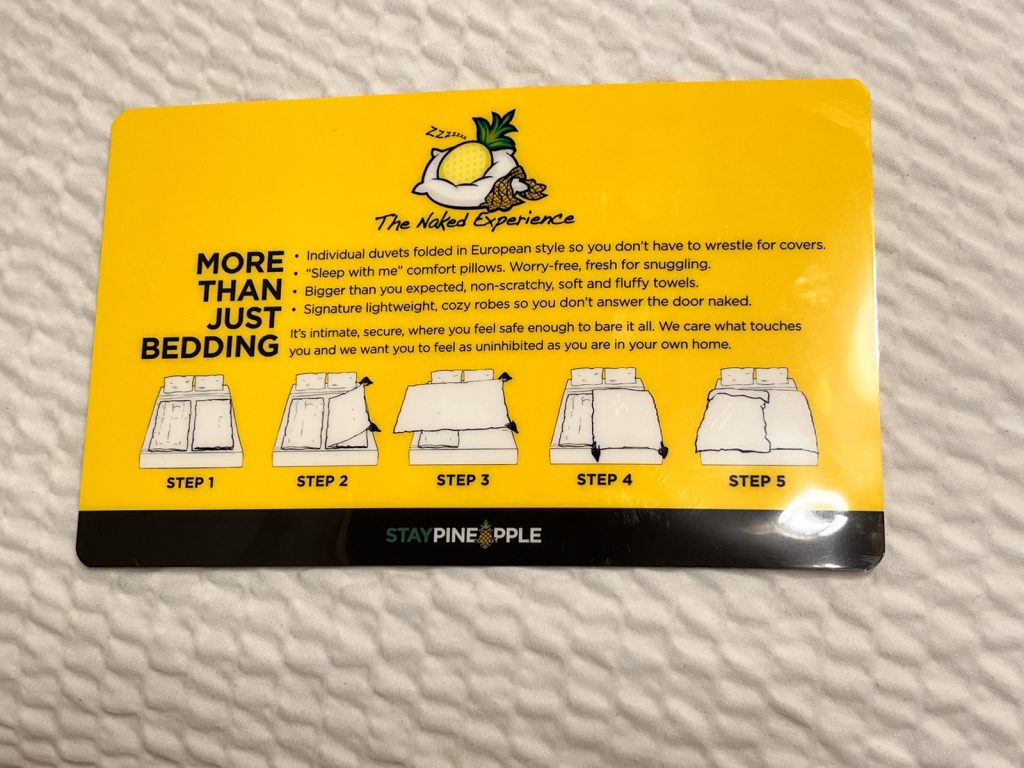 ZZZzzzz
The Naked Experience
MORE
THAN
JUST
BEDDING
• Individual duvets folded in European style so you don't have to wrestle for covers.
• “Sleep with me” comfort pillows. Worry-free, fresh for snuggling.
• Bigger than you expected, non-scratchy, soft and fluffy towels.
• Signature lightweight, cozy robes so you don't answer the door naked.
It's intimate, secure, where you feel safe enough to bare it all. We care what touches
you and we want you to feel as uninhibited as you are in your own home.
STEP 1 STEP 2 STEP 3 STEP 4 STEP 5
STAYPINEAPPLE